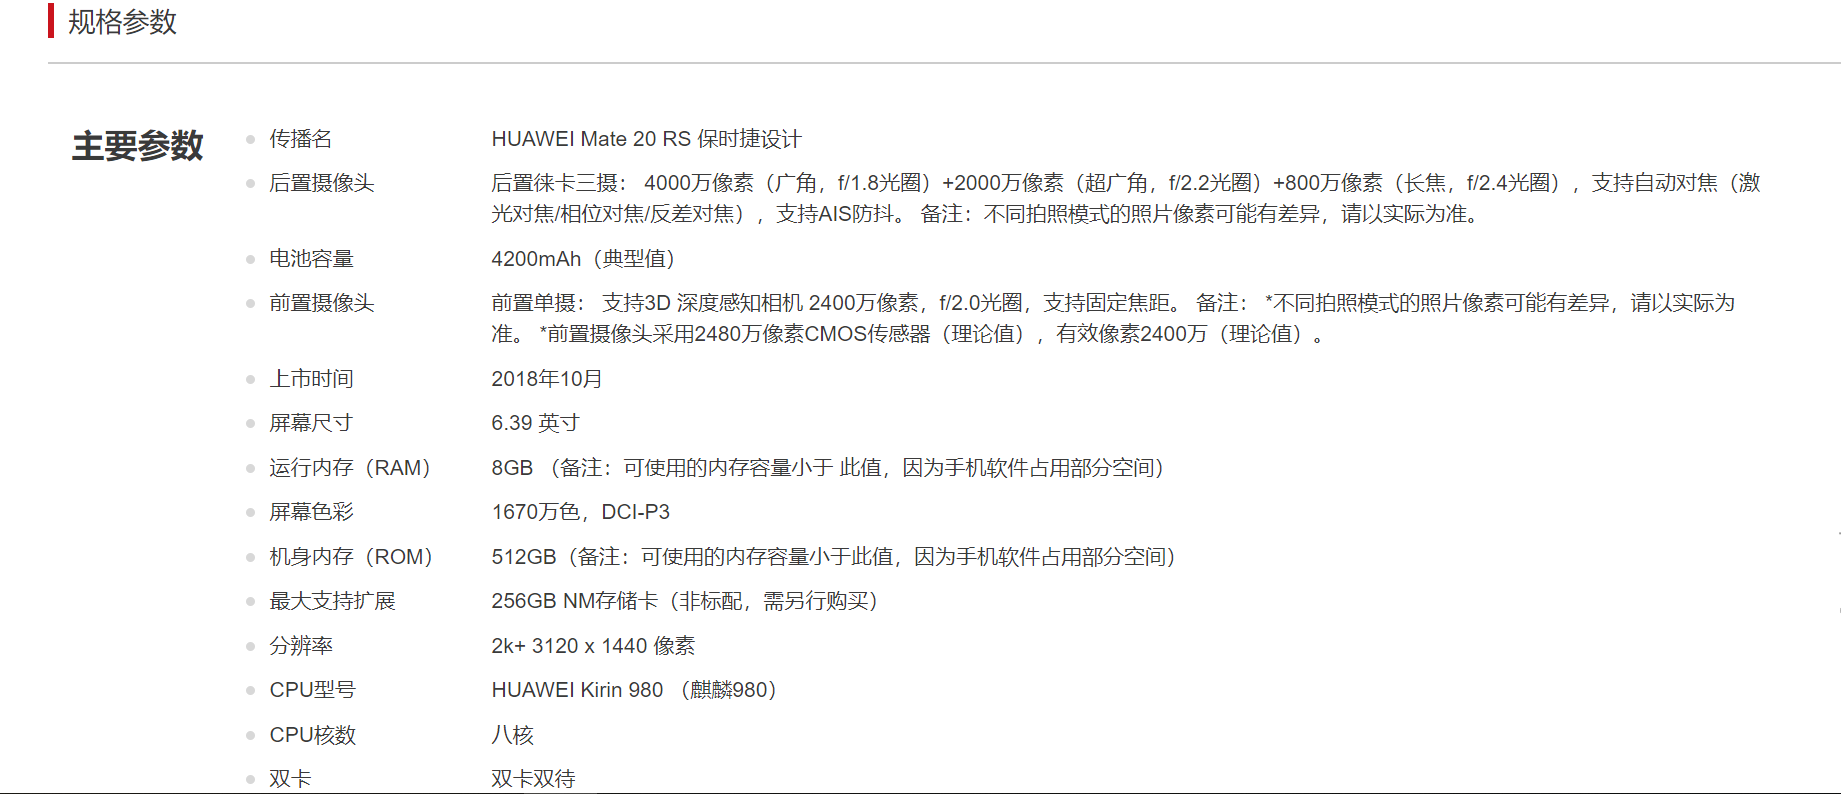 规格参数
主要参数
传播名 HUAWEI Mate 20 RS 保时捷设计
后置摄像头 后置徕卡三摄： 4000万像素（广角，f/1.8光圈）+2000万像素（超广角，f/2.2光圈）+800万像素（长焦，f/2.4光圈），支持自动对焦（激
光对焦/相位对焦/反差对焦），支持AIS防抖。 备注：不同拍照模式的照片像素可能有差异，请以实际为准。
电池容量 4200mAh（典型值）
前置摄像头 前置单摄： 支持3D 深度感知相机 2400万像素，f/2.0光圈，支持固定焦距。 备注： *不同拍照模式的照片像素可能有差异，请以实际为
准。 *前置摄像头采用2480万像素CMOS传感器（理论值），有效像素2400万（理论值）。
上市时间 2018年10月
屏幕尺寸 6.39 英寸
运行内存（RAM） 8GB （备注：可使用的内存容量小于 此值，因为手机软件占用部分空间）
屏幕色彩 1670万色，DCI-P3
机身内存（ROM） 512GB（备注：可使用的内存容量小于此值，因为手机软件占用部分空间）
最大支持扩展 256GB NM存储卡（非标配，需另行购买）
分辨率 2k+ 3120 x 1440 像素
CPU型号 HUAWEI Kirin 980 （麒麟980）
CPU核数 八核
双卡 双卡双待